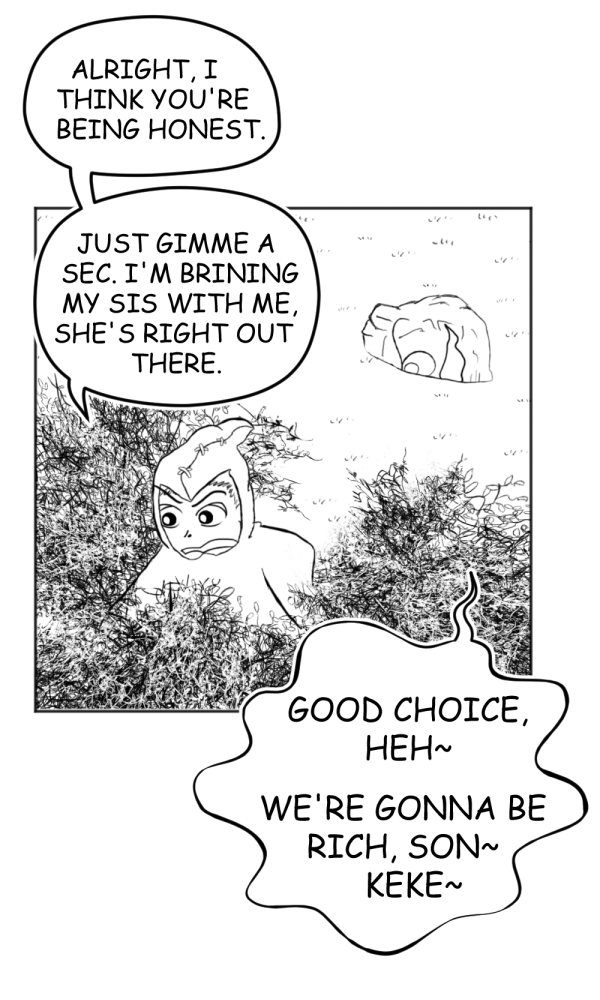 ALRIGHT, I
THINK YOU'RE
BEING HONEST.
JUST GIMME A
SEC. I'M BRINING
MY SIS WITH ME,
SHE'S RIGHT OUT
THERE.
GOOD CHOICE,
HEH~
WE'RE GONNA BE
RICH, SON~
KEKE~